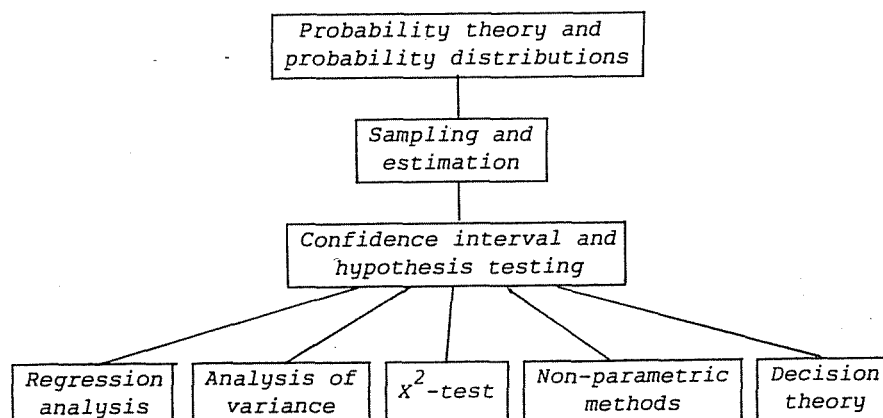 Probability theory and
probability distributions
Sampling and
estimation
Confidence interval and
hypothesis testing
Regression
analysis
Analysis of
variance
X²-test
Non-parametric
methods
Decision
theory